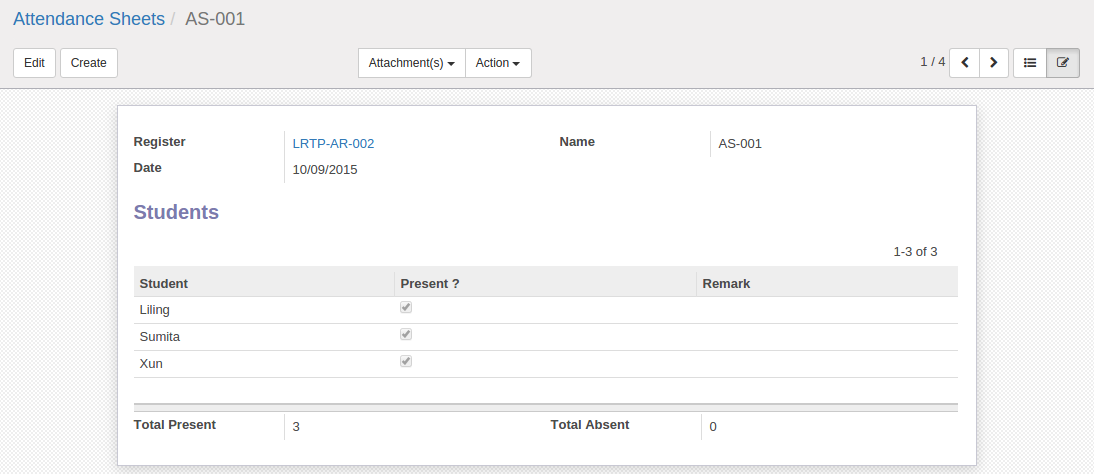 Attendance Sheets / AS-001
Edit Create Attachment(s) Action 1 / 4
Register LRTP-AR-002 Name AS-001
Date 10/09/2015
Students
1-3 of 3
Student Present ? Remark
Liling
Sumita
Xun
Total Present 3 Total Absent 0